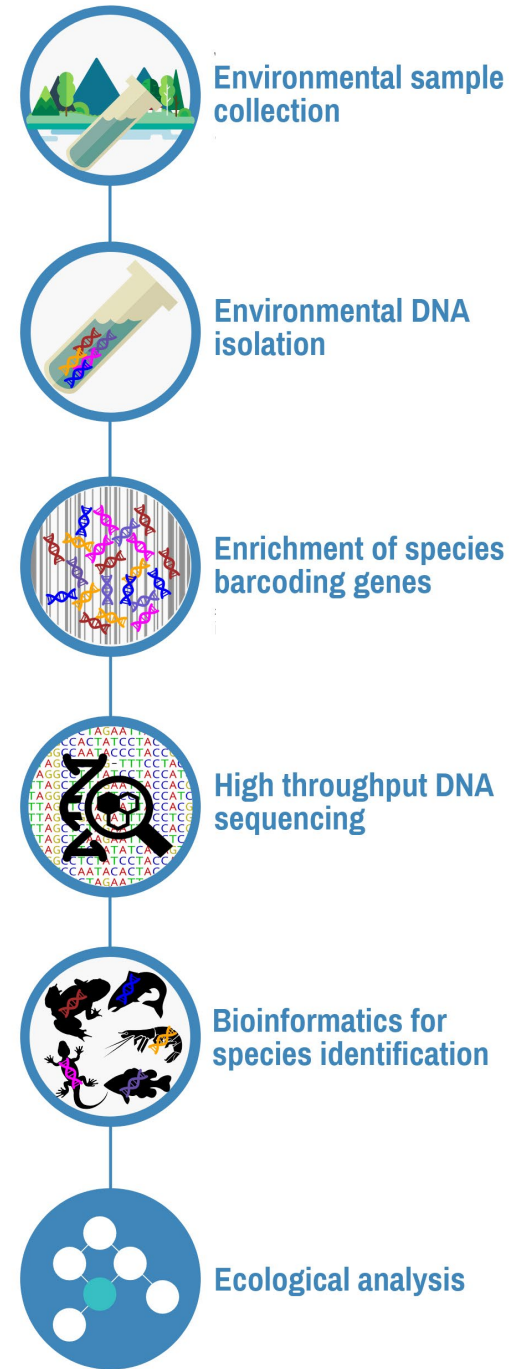 Environmental sample
collection
Environmental DNA
isolation
Enrichment of species
barcoding genes
High throughput DNA
sequencing
Bioinformatics for
species identification
Ecological analysis